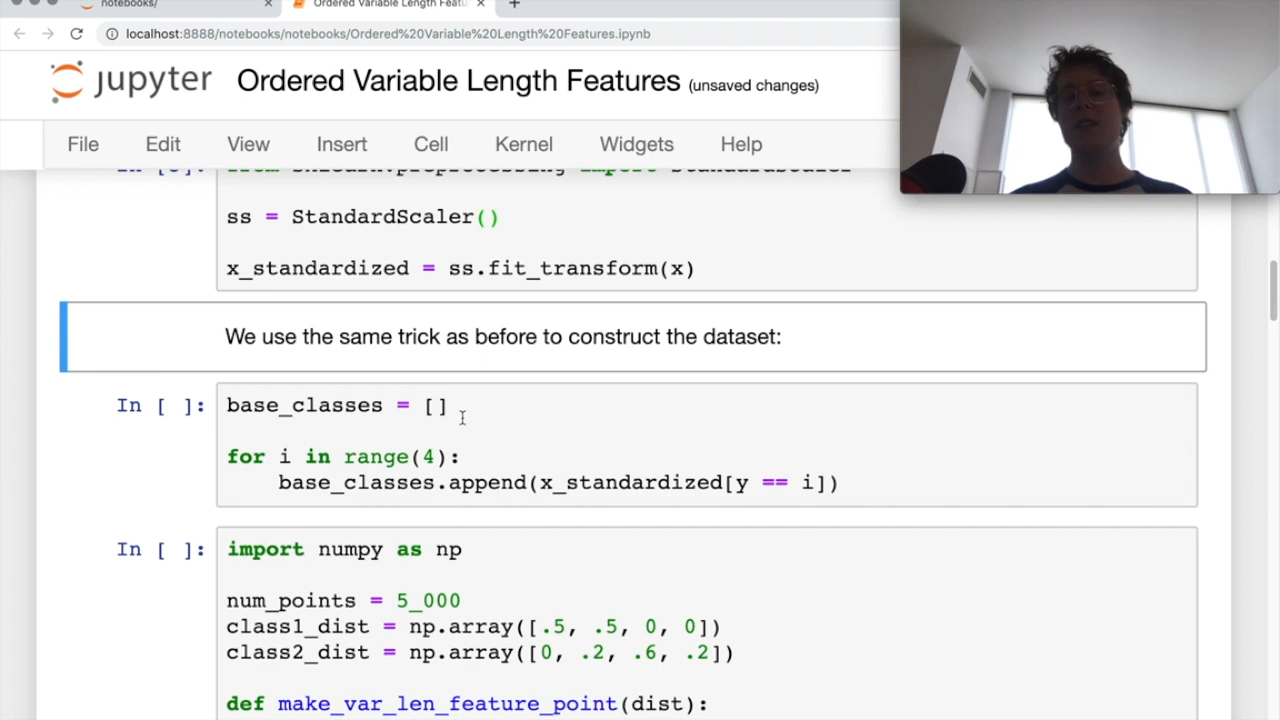 notebooks/
Ordered Variable Length Featu
localhost:8888/notebooks/notebooks/Ordered%20Variable%20Length%20Features.ipynb
jupyter Ordered Variable Length Features (unsaved changes)
File Edit View Insert Cell Kernel Widgets Help
ss = StandardScaler()
x_standardized = ss.fit_transform(x)
We use the same trick as before to construct the dataset:
In [ ]: base_classes = []
for i in range(4):
base_classes.append(x_standardized[y == i])
In [ ]: import numpy as np
num_points = 5_000
class1_dist = np.array([.5, .5, 0, 0])
class2_dist = np.array([0, .2, .6, .2])
def make_var_len_feature_point(dist):